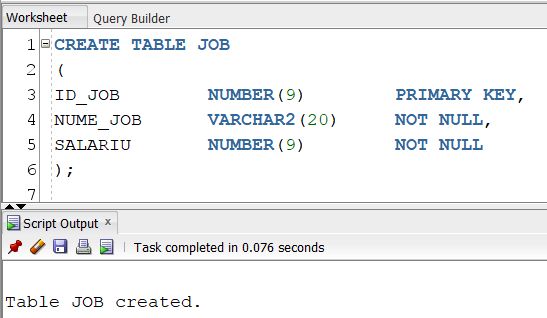 Worksheet Query Builder
1 CREATE TABLE JOB
2 (
3 ID_JOB NUMBER(9) PRIMARY KEY,
4 NUME_JOB VARCHAR2(20) NOT NULL,
5 SALARIU NUMBER(9) NOT NULL
6 );
7
Script Output x
Task completed in 0.076 seconds
Table JOB created.